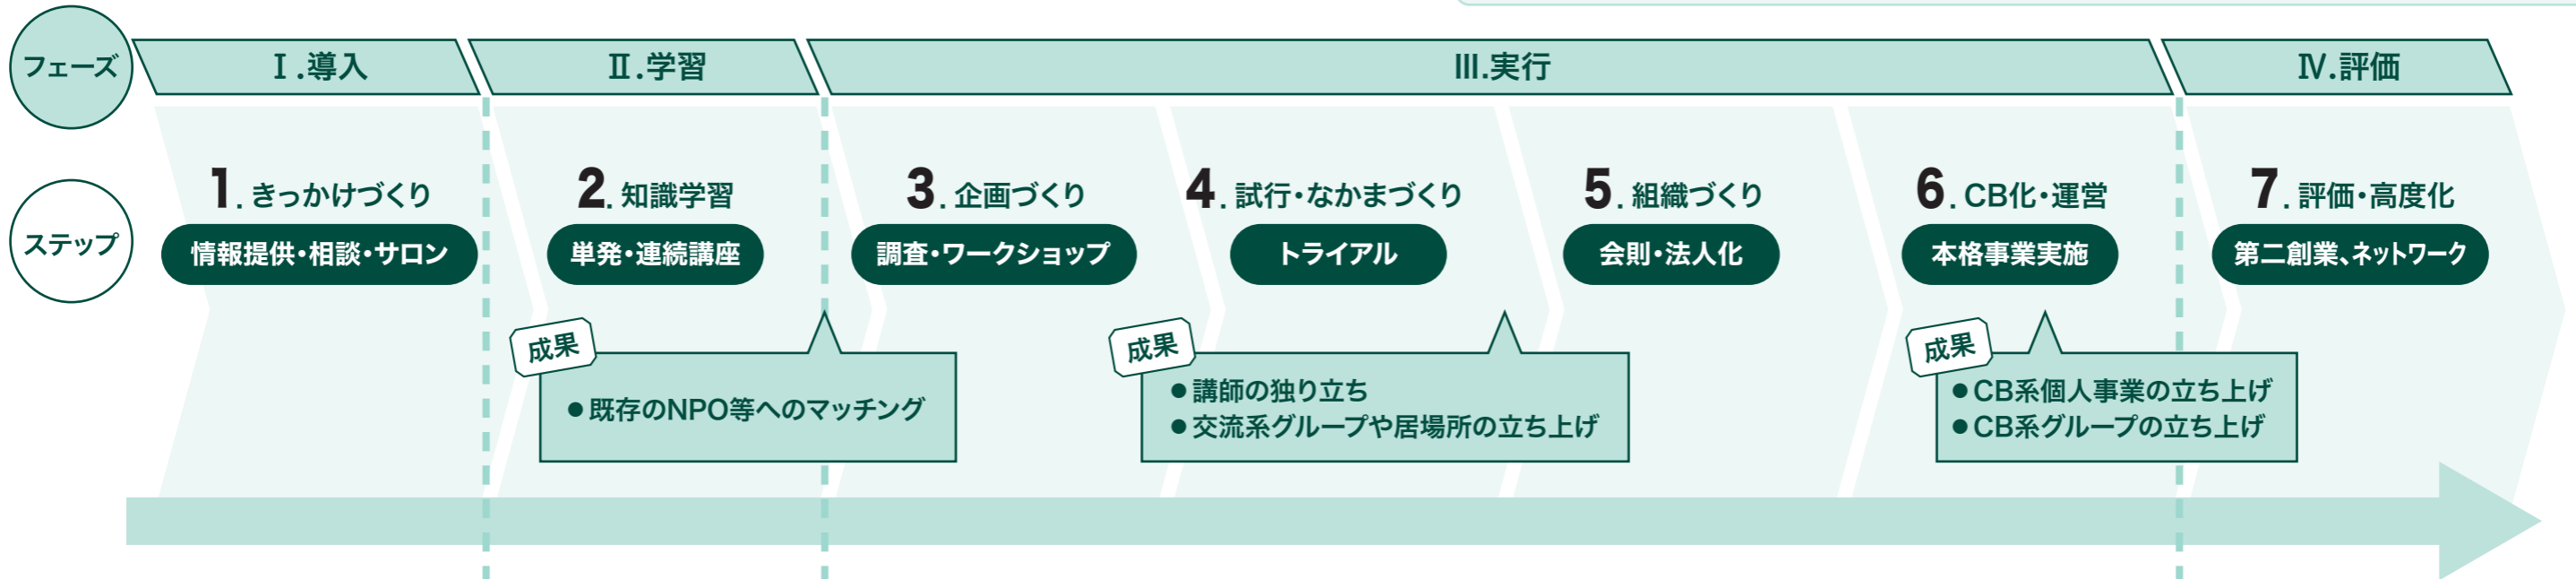 フェーズ
Ⅰ.導入
Ⅱ.学習
Ⅲ.実行
Ⅳ.評価
ステップ
1.きっかけづくり
情報提供・相談・サロン
2.知識学習
単発・連続講座
3.企画づくり
調査・ワークショップ
4.試行・なかまづくり
トライアル
5.組織づくり
会則・法人化
6.CB化・運営
本格事業実施
7.評価・高度化
第二創業、ネットワーク
成果
●既存のNPO等へのマッチング
成果
●講師の独り立ち
●交流系グループや居場所の立ち上げ
成果
●CB系個人事業の立ち上げ
●CB系グループの立ち上げ